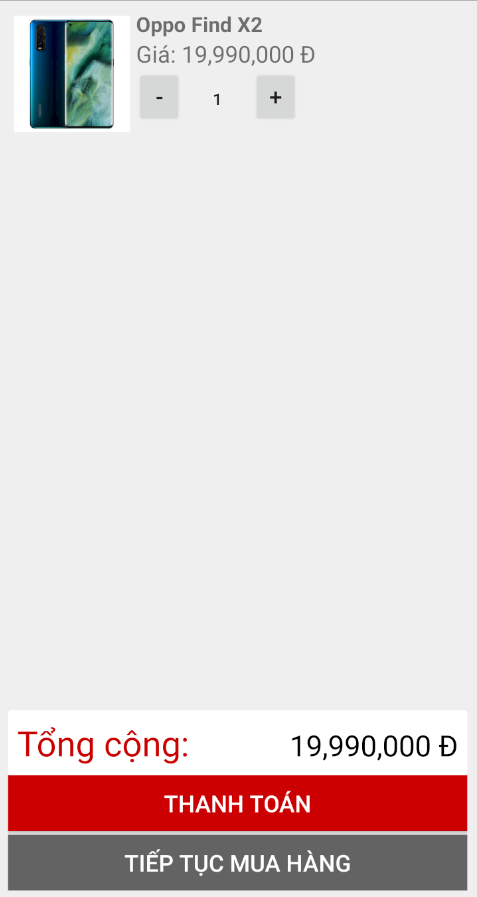 Oppo Find X2
Giá: 19,990,000 Đ
- 1 +
Tổng cộng: 19,990,000 Đ
THANH TOÁN
TIẾP TỤC MUA HÀNG